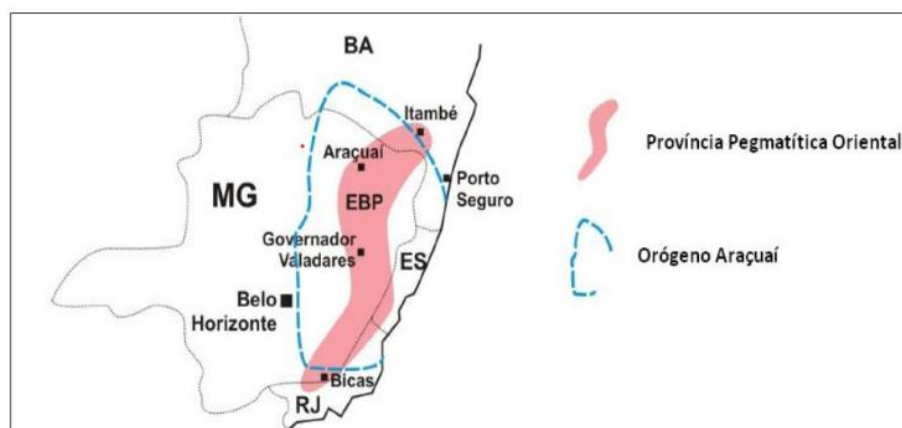 BA
Itambé
Araçuaí
Porto
Seguro
MG
EBP
Governador
Valadares
ES
Belo
Horizonte
Bicas
RJ
Província Pegmatítica Oriental
Orógeno Araçuaí